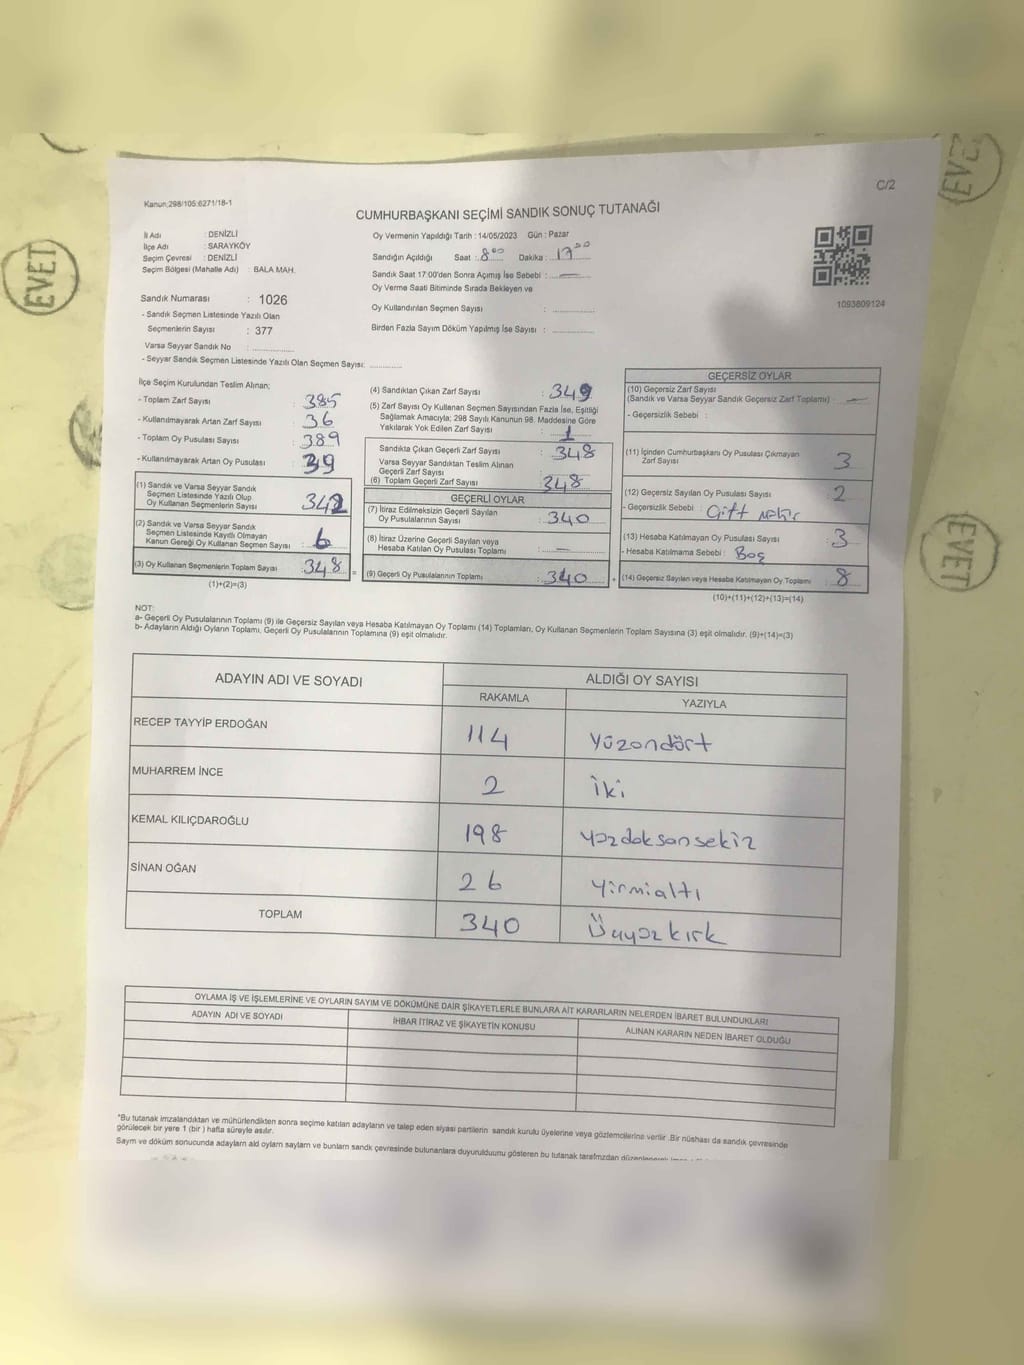 C/2
Kanun:298/105:6271/18-1
CUMHURBAŞKANI SEÇİMİ SANDIK SONUÇ TUTANAĞI
İl Adı : DENİZLİ
İlçe Adı : SARAYKÖY
Seçim Çevresi : DENİZLİ
Seçim Bölgesi (Mahalle Adı) : BALA MAH.
Sandık Numarası : 1026
- Sandık Seçmen Listesinde Yazılı Olan
Seçmenlerin Sayısı : 377
Varsa Seyyar Sandık No : ..............
- Seyyar Sandık Seçmen Listesinde Yazılı Olan Seçmen Sayısı: ............
Oy Vermenin Yapıldığı Tarih : 14/05/2023 Gün : Pazar
Sandığın Açıldığı Saat : 8:00 Dakika : 17:00
Sandık Saat 17:00'den Sonra Açımış İse Sebebi : —
Oy Verme Saati Bitiminde Sırada Bekleyen ve
Oy Kullandırılan Seçmen Sayısı : ..............
Birden Fazla Sayım Döküm Yapılmış İse Sayısı : ..............
1093809124
İlçe Seçim Kurulundan Teslim Alınan;
- Toplam Zarf Sayısı : 385
- Kullanılmayarak Artan Zarf Sayısı : 36
- Toplam Oy Pusulası Sayısı : 389
- Kullanılmayarak Artan Oy Pusulası : 39
(1) Sandık ve Varsa Seyyar Sandık
Seçmen Listesinde Yazılı Olup
Oy Kullanan Seçmenlerin Sayısı : 342
(2) Sandık ve Varsa Seyyar Sandık
Seçmen Listesinde Kayıtlı Olmayan
Kanun Gereği Oy Kullanan Seçmen Sayısı : 6
(3) Oy Kullanan Seçmenlerin Toplam Sayısı : 348
(1)+(2)=(3)
(4) Sandıktan Çıkan Zarf Sayısı : 349
(5) Zarf Sayısı Oy Kullanan Seçmen Sayısından Fazla İse, Eşitliği
Sağlamak Amacıyla; 298 Sayılı Kanunun 98. Maddesine Göre
Yakılarak Yok Edilen Zarf Sayısı : 1
Sandıkta Çıkan Geçerli Zarf Sayısı : 348
Varsa Seyyar Sandıktan Teslim Alınan
Geçerli Zarf Sayısı
(6) Toplam Geçerli Zarf Sayısı : 348
GEÇERLİ OYLAR
(7) İtiraz Edilmeksizin Geçerli Sayılan
Oy Pusulalarının Sayısı : 340
(8) İtiraz Üzerine Geçerli Sayılan veya
Hesaba Katılan Oy Pusulası Toplamı : —
= (9) Geçerli Oy Pusulalarının Toplamı : 340 +
GEÇERSİZ OYLAR
(10) Geçersiz Zarf Sayısı
(Sandık ve Varsa Seyyar Sandık Geçersiz Zarf Toplamı) : —
- Geçersizlik Sebebi :
(11) İçinden Cumhurbaşkanı Oy Pusulası Çıkmayan
Zarf Sayısı : 3
(12) Geçersiz Sayılan Oy Pusulası Sayısı : 2
- Geçersizlik Sebebi : Çift mühür
(13) Hesaba Katılmayan Oy Pusulası Sayısı : 3
- Hesaba Katılmama Sebebi : Boş
(14) Geçersiz Sayılan veya Hesaba Katılmayan Oy Toplamı : 8
(10)+(11)+(12)+(13)=(14)
NOT:
a- Geçerli Oy Pusulalarının Toplamı (9) ile Geçersiz Sayılan veya Hesaba Katılmayan Oy Toplamı (14) Toplamları, Oy Kullanan Seçmenlerin Toplam Sayısına (3) eşit olmalıdır. (9)+(14)=(3)
b- Adayların Aldığı Oyların Toplamı, Geçerli Oy Pusulalarının Toplamına (9) eşit olmalıdır.
ADAYIN ADI VE SOYADI ALDIĞI OY SAYISI
RAKAMLA YAZIYLA
RECEP TAYYİP ERDOĞAN 114 Yüzondört
MUHARREM İNCE 2 İki
KEMAL KILIÇDAROĞLU 198 Yüzdoksansekiz
SİNAN OĞAN 26 Yirmialtı
TOPLAM 340 Üçyüzkırk
OYLAMA İŞ VE İŞLEMLERİNE VE OYLARIN SAYIM VE DÖKÜMÜNE DAİR ŞİKAYETLERLE BUNLARA AİT KARARLARIN NELERDEN İBARET BULUNDUKLARI
ADAYIN ADI VE SOYADI İHBAR İTİRAZ VE ŞİKAYETİN KONUSU ALINAN KARARIN NEDEN İBARET OLDUĞU
*Bu tutanak imzalandıktan ve mühürlendikten sonra seçime katılan adayların ve talep eden siyasi partilerin sandık kurulu üyelerine veya gözlemcilerine verilir .Bir nüshası da sandık çevresinde
görülecek bir yere 1 (bir ) hafta süreyle asılır.
Sayım ve döküm sonucunda adayların ald oyların sayları ve bunların sandk çevresinde bulunanlara duyurulduunu gösteren bu tutanak tarafmzdan
EVET
EVET
EVET